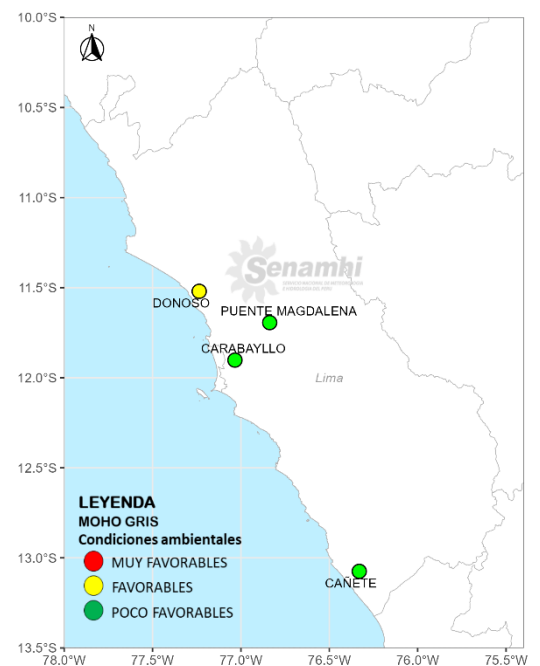 10.0°S
N
10.5°S
11.0°S
11.5°S
12.0°S
12.5°S
13.0°S
13.5°S
Senamhi
DONOSO
PUENTE MAGDALENA
CARABAYLLO
Lima
CAÑETE
LEYENDA
MOHO GRIS
Condiciones ambientales
MUY FAVORABLES
FAVORABLES
POCO FAVORABLES
78.0°W 77.5°W 77.0°W 76.5°W 76.0°W 75.5°W